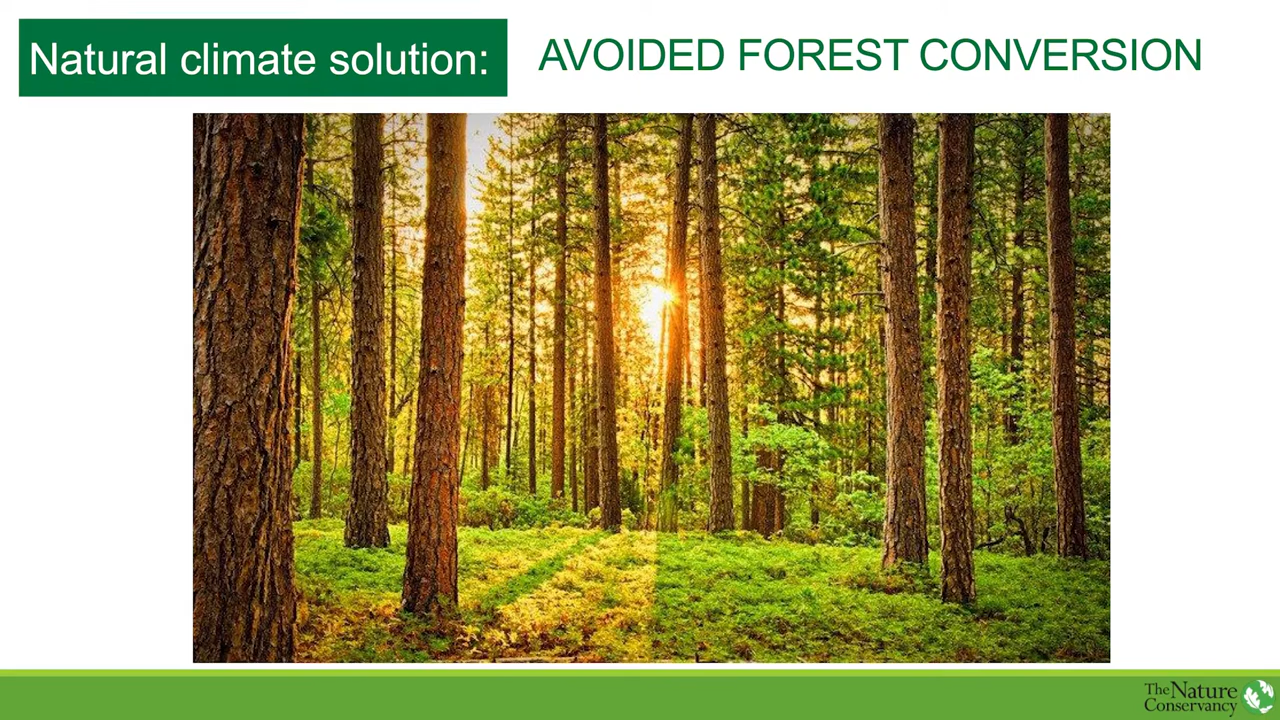 Natural climate solution:
AVOIDED FOREST CONVERSION
The Nature
Conservancy